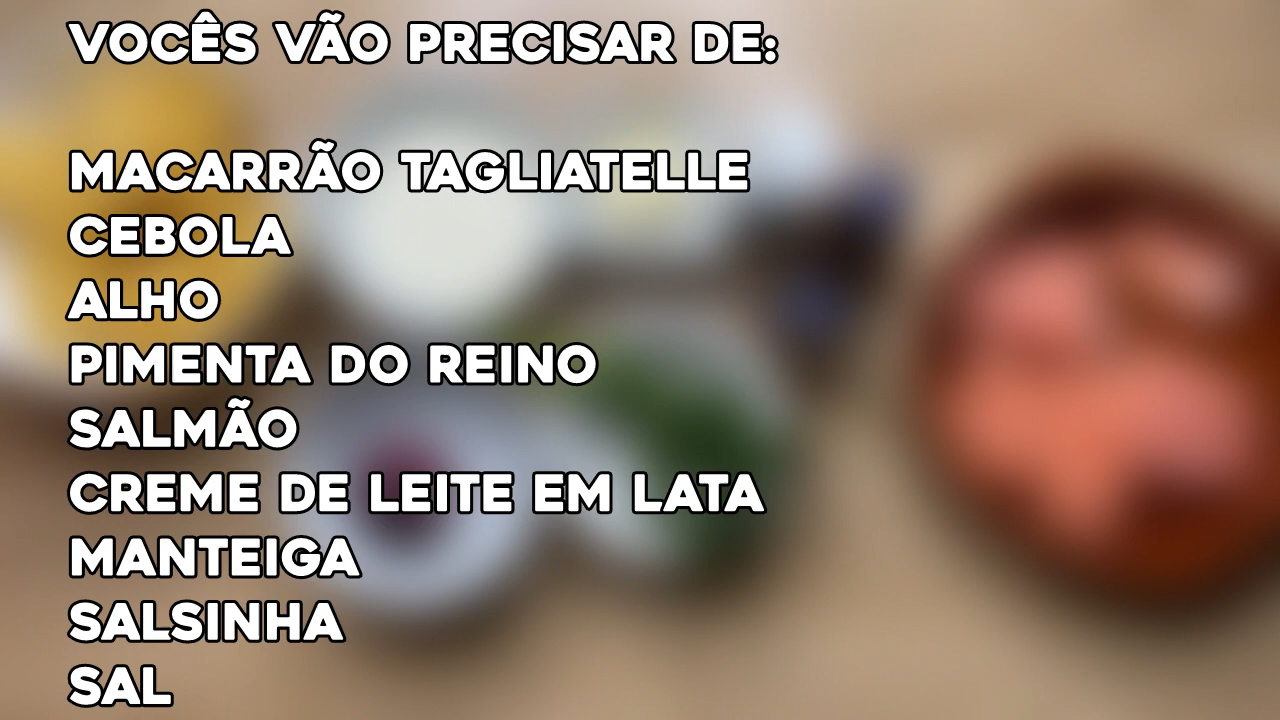 VOCÊS VÃO PRECISAR DE:
MACARRÃO TAGLIATELLE
CEBOLA
ALHO
PIMENTA DO REINO
SALMÃO
CREME DE LEITE EM LATA
MANTEIGA
SALSINHA
SAL